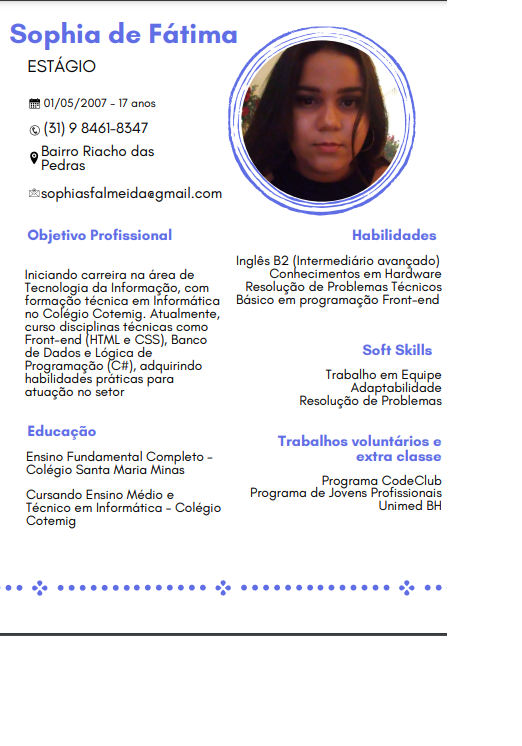 Sophia de Fátima
ESTÁGIO
01/05/2007 - 17 anos
(31) 9 8461-8347
Bairro Riacho das
Pedras
sophiasfalmeida@gmail.com
Objetivo Profissional
Iniciando carreira na área de
Tecnologia da Informação, com
formação técnica em Informática
no Colégio Cotemig. Atualmente,
curso disciplinas técnicas como
Front-end (HTML e CSS), Banco
de Dados e Lógica de
Programação (C#), adquirindo
habilidades práticas para
atuação no setor
Educação
Ensino Fundamental Completo -
Colégio Santa Maria Minas
Cursando Ensino Médio e
Técnico em Informática - Colégio
Cotemig
Habilidades
Inglês B2 (Intermediário avançado)
Conhecimentos em Hardware
Resolução de Problemas Técnicos
Básico em programação Front-end
Soft Skills
Trabalho em Equipe
Adaptabilidade
Resolução de Problemas
Trabalhos voluntários e
extra classe
Programa CodeClub
Programa de Jovens Profissionais
Unimed BH